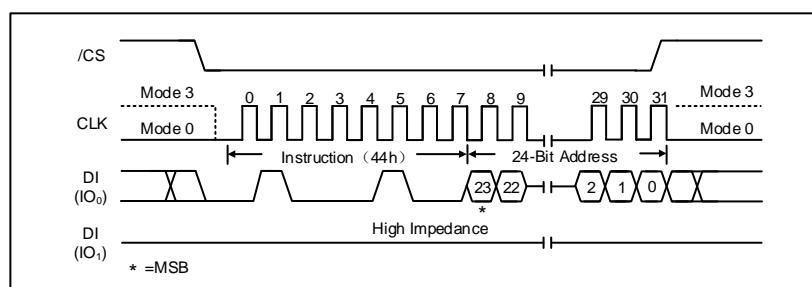 /CS
Mode 3
0 1 2 3 4 5 6 7 8 9 29 30 31
Mode 3
CLK
Mode 0
Mode 0
Instruction（44h）
24-Bit Address
DI
(IO₀)
23 22 2 1 0
*
DI
(IO₁)
High Impedance
* =MSB